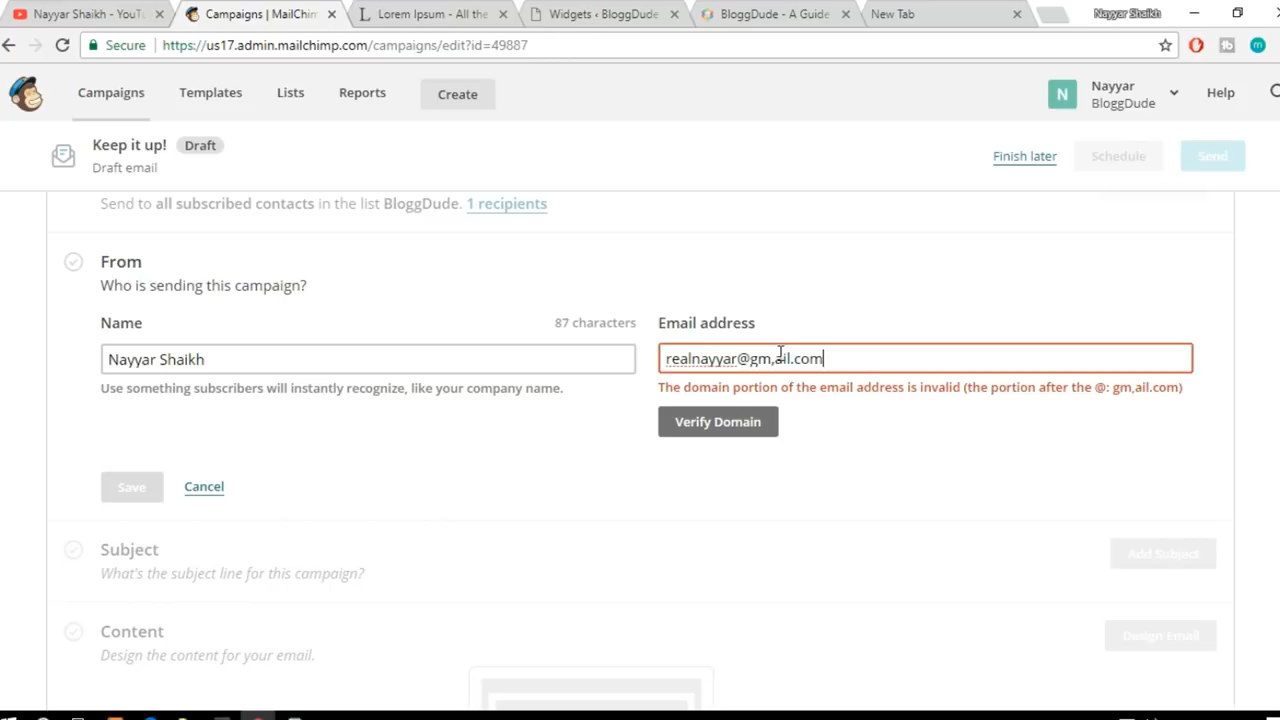 Nayyar Shaikh - YouTu
Campaigns | MailChim
Lorem Ipsum - All the
Widgets ‹ BloggDude
BloggDude - A Guide
New Tab
Nayyar Shaikh
Secure
https://us17.admin.mailchimp.com/campaigns/edit?id=49887
Campaigns
Templates
Lists
Reports
Create
N
Nayyar
BloggDude
Help
Keep it up!
Draft
Draft email
Finish later
Schedule
Send
Send to all subscribed contacts in the list BloggDude. 1 recipients
From
Who is sending this campaign?
Name
87 characters
Email address
Nayyar Shaikh
realnayyar@gm,ail.com
Use something subscribers will instantly recognize, like your company name.
The domain portion of the email address is invalid (the portion after the @: gm,ail.com)
Verify Domain
Save
Cancel
Subject
What's the subject line for this campaign?
Add Subject
Content
Design the content for your email.
Design Email